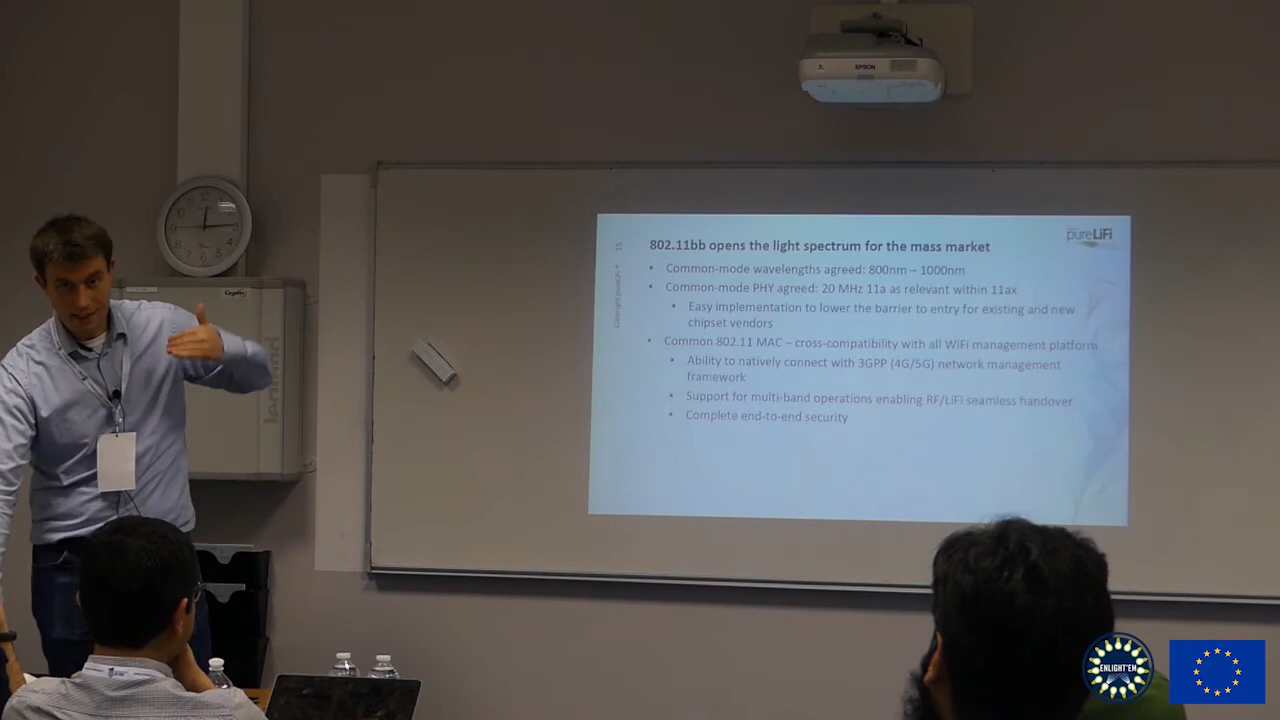 EPSON
12
15
802.11bb opens the light spectrum for the mass market
pureLiFi
Common-mode wavelengths agreed: 800nm – 1000nm
Common-mode PHY agreed: 20 MHz 11a as relevant within 11ax
Easy implementation to lower the barrier to entry for existing and new
chipset vendors
Common 802.11 MAC – cross-compatibility with all WiFi management platform
Ability to natively connect with 3GPP (4G/5G) network management
framework
Support for multi-band operations enabling RF/LiFi seamless handover
Complete end-to-end security
ENLIGHT'EM